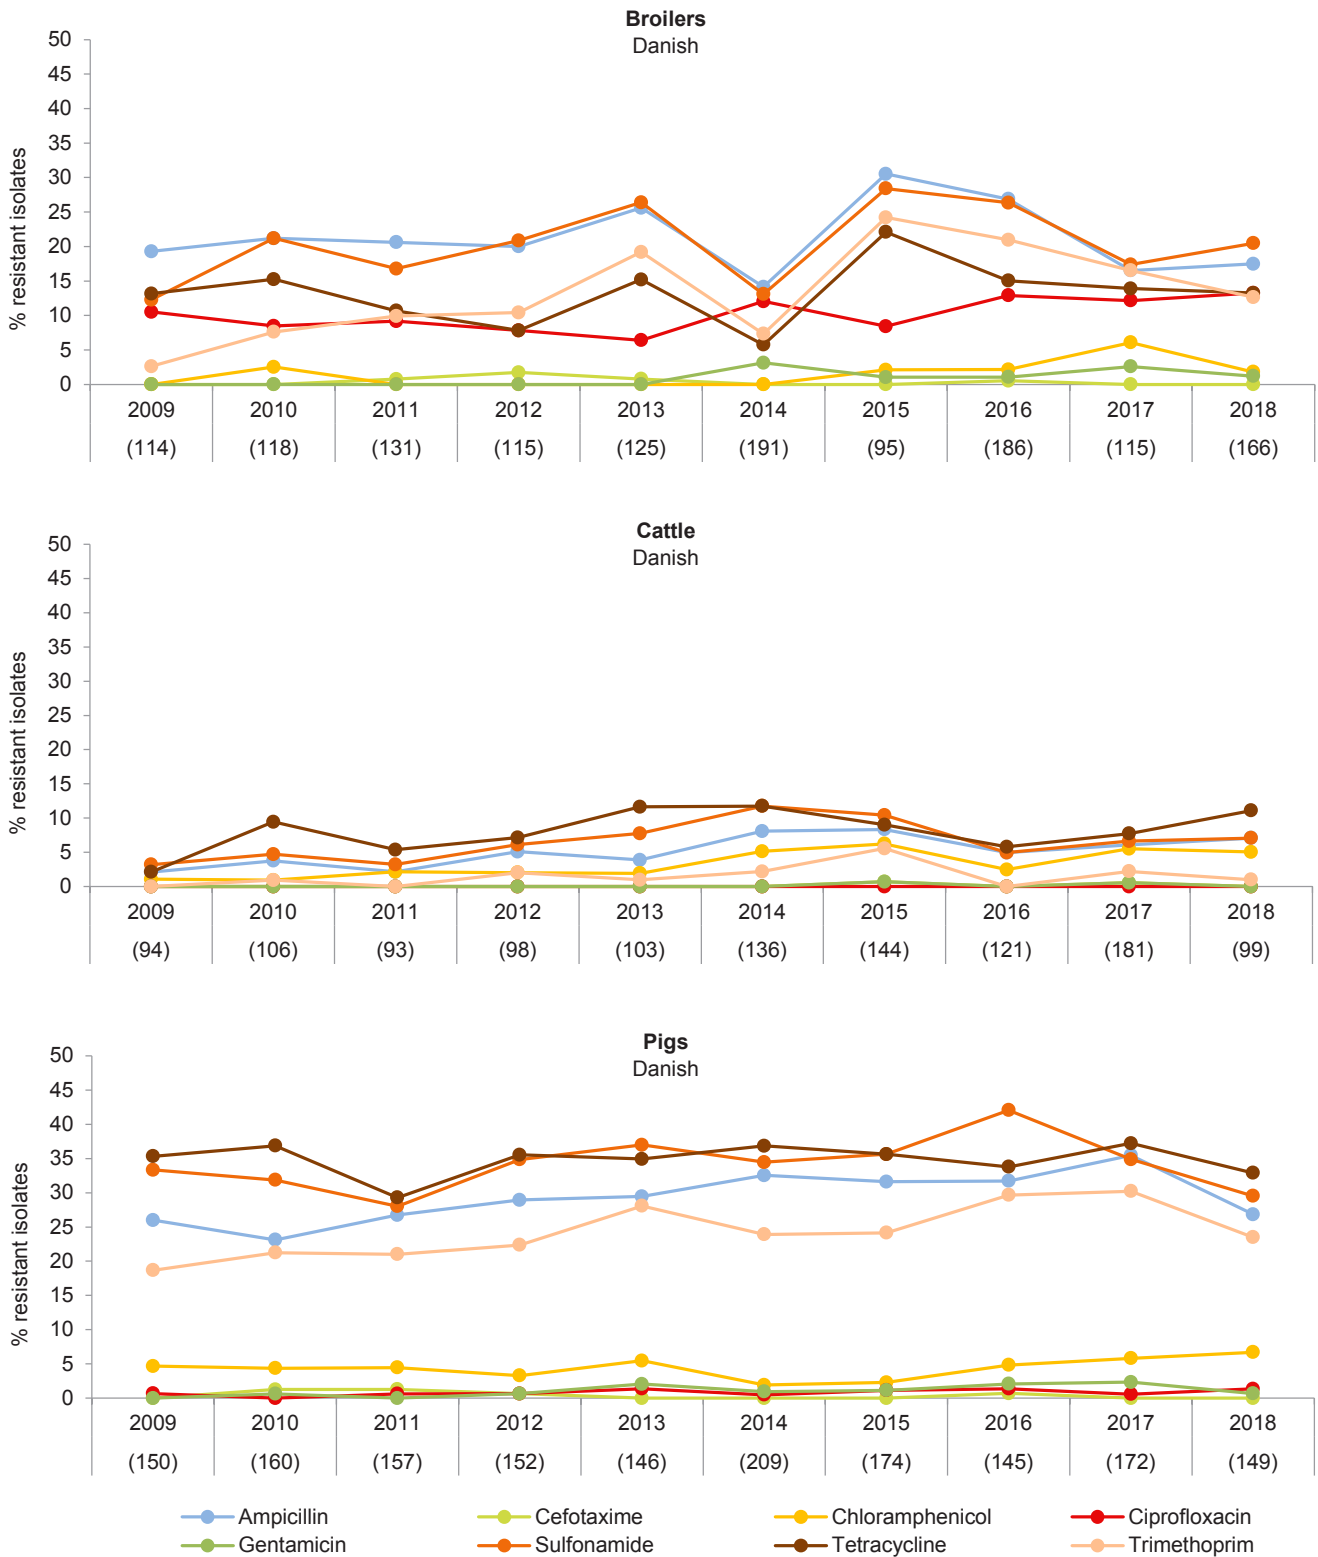 Broilers
Danish
50
45
40
35
30
25
20
15
10
5
0
% resistant isolates
2009 2010 2011 2012 2013 2014 2015 2016 2017 2018
(114) (118) (131) (115) (125) (191) (95) (186) (115) (166)
Cattle
Danish
50
45
40
35
30
25
20
15
10
5
0
% resistant isolates
2009 2010 2011 2012 2013 2014 2015 2016 2017 2018
(94) (106) (93) (98) (103) (136) (144) (121) (181) (99)
Pigs
Danish
50
45
40
35
30
25
20
15
10
5
0
% resistant isolates
2009 2010 2011 2012 2013 2014 2015 2016 2017 2018
(150) (160) (157) (152) (146) (209) (174) (145) (172) (149)
Ampicillin Cefotaxime Chloramphenicol Ciprofloxacin
Gentamicin Sulfonamide Tetracycline Trimethoprim